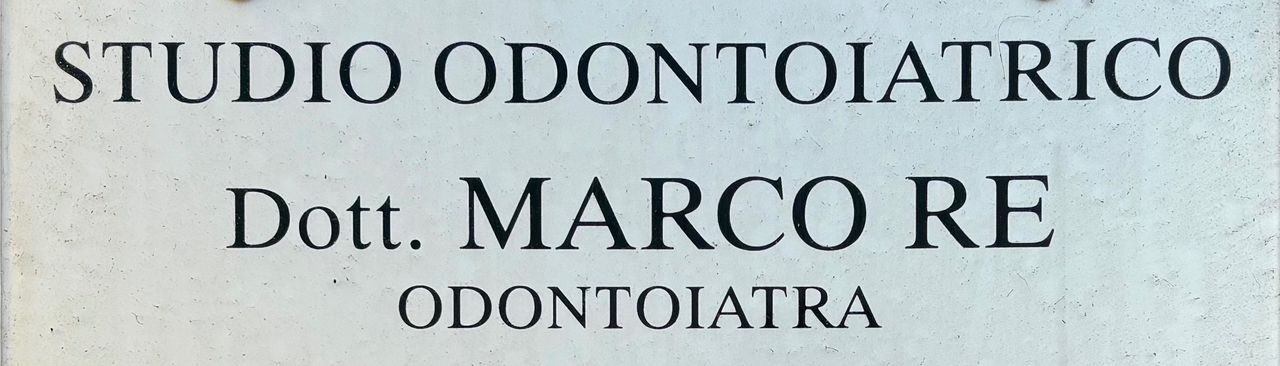 STUDIO ODONTOIATRICO
Dott. MARCO RE
ODONTOIATRA